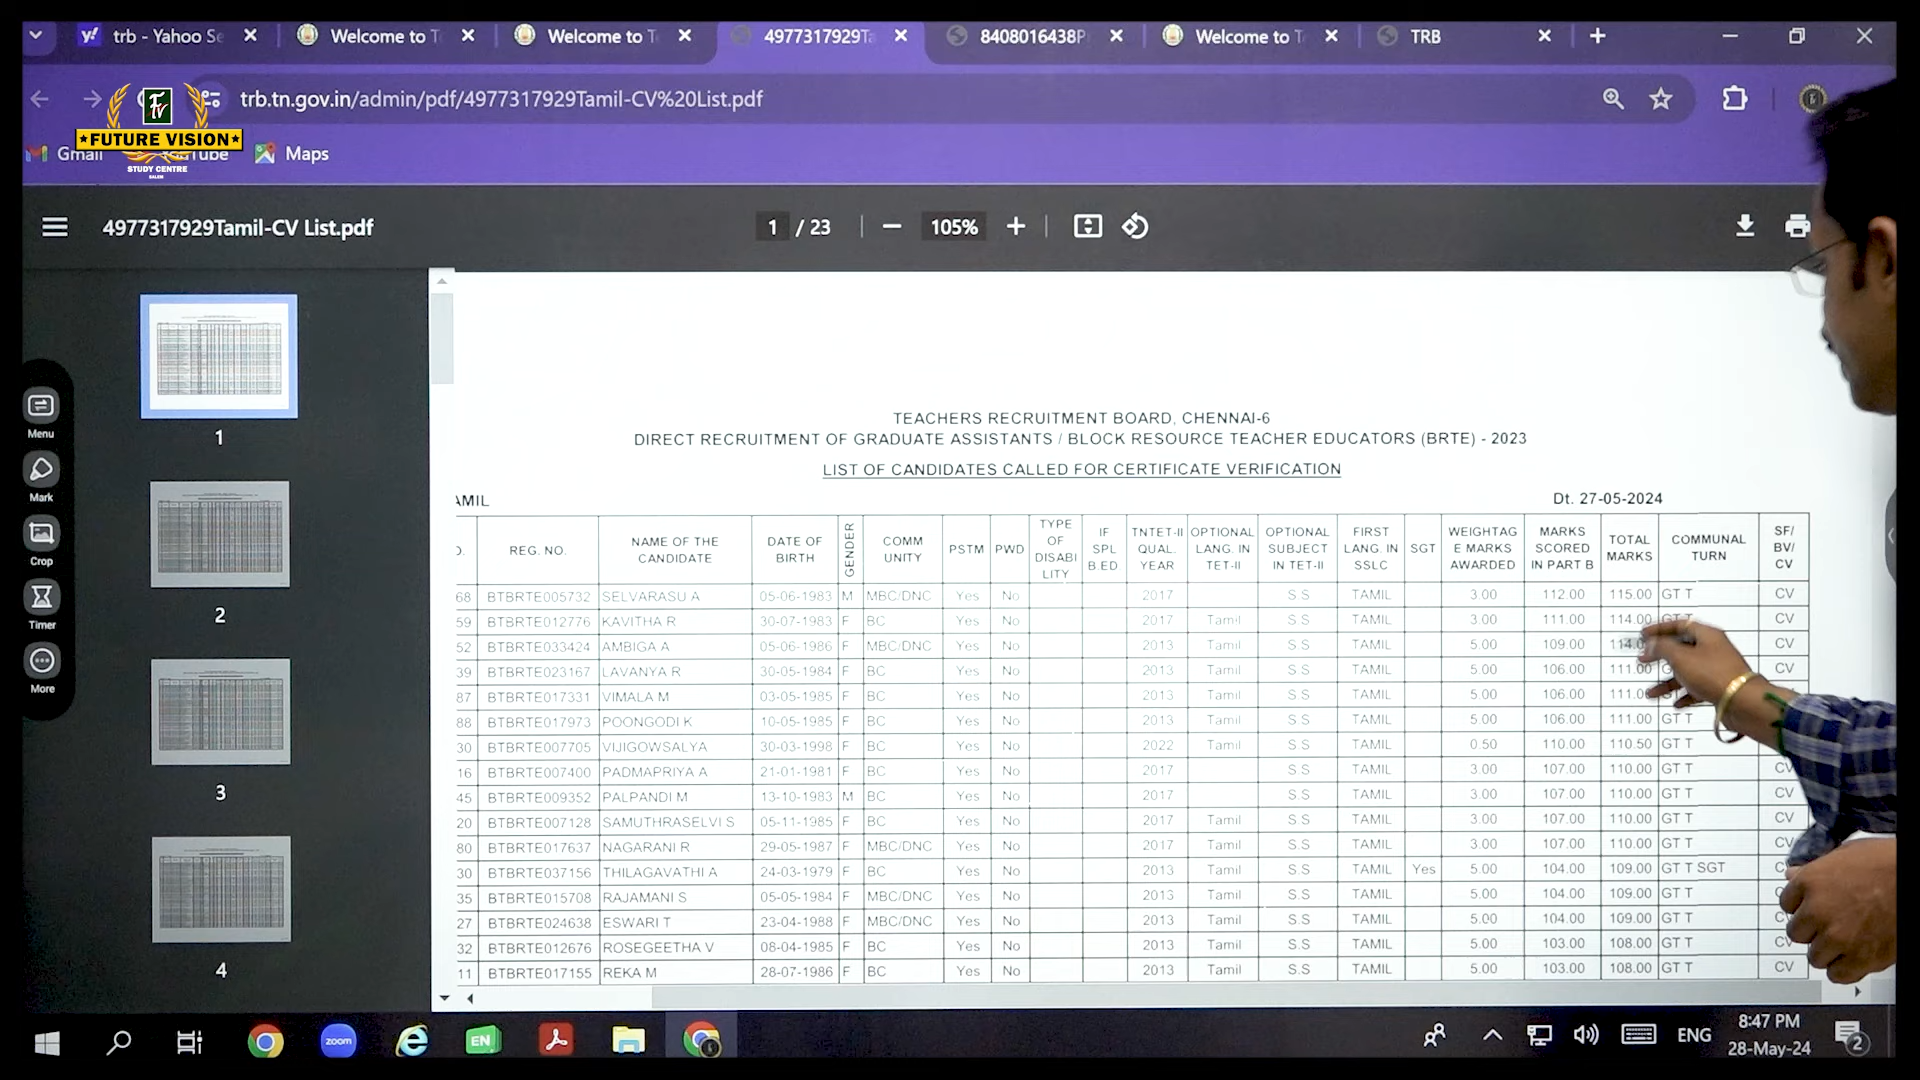 trb - Yahoo Se
Welcome to T
Welcome to T
4977317929Ta
8408016438P
Welcome to Ta
TRB
trb.tn.gov.in/admin/pdf/4977317929Tamil-CV%20List.pdf
FV
FUTURE VISION
STUDY CENTRE
SALEM
Gmail
YouTube
Maps
4977317929Tamil-CV List.pdf
1 / 23
105%
1
2
3
4
Menu
Mark
Crop
Timer
More
TEACHERS RECRUITMENT BOARD, CHENNAI-6
DIRECT RECRUITMENT OF GRADUATE ASSISTANTS / BLOCK RESOURCE TEACHER EDUCATORS (BRTE) - 2023
LIST OF CANDIDATES CALLED FOR CERTIFICATE VERIFICATION
AMIL Dt. 27-05-2024
O. REG. NO. NAME OF THE CANDIDATE DATE OF BIRTH GENDER COMM UNITY PSTM PWD TYPE OF DISABI LITY IF SPL B.ED. TNTET-II QUAL. YEAR OPTIONAL LANG. IN TET-II OPTIONAL SUBJECT IN TET-II FIRST LANG. IN SSLC SGT WEIGHTAG E MARKS AWARDED MARKS SCORED IN PART B TOTAL MARKS COMMUNAL TURN SF/ BV/ CV
68 BTBRTE005732 SELVARASU A 05-06-1983 M MBC/DNC Yes No 2017 S.S TAMIL 3.00 112.00 115.00 GT T CV
59 BTBRTE012776 KAVITHA R 30-07-1983 F BC Yes No 2017 Tamil S.S TAMIL 3.00 111.00 114.00 GT T CV
52 BTBRTE033424 AMBIGA A 05-06-1986 F MBC/DNC Yes No 2013 Tamil S.S TAMIL 5.00 109.00 114.0 CV
39 BTBRTE023167 LAVANYA R 30-05-1984 F BC Yes No 2013 Tamil S.S TAMIL 5.00 106.00 111.00 CV
87 BTBRTE017331 VIMALA M 03-05-1985 F BC Yes No 2013 Tamil S.S TAMIL 5.00 106.00 111.00 CV
88 BTBRTE017973 POONGODI K 10-05-1985 F BC Yes No 2013 Tamil S.S TAMIL 5.00 106.00 111.00 GT T CV
30 BTBRTE007705 VIJIGOWSALYA 30-03-1998 F BC Yes No 2022 Tamil S.S TAMIL 0.50 110.00 110.50 GT T CV
16 BTBRTE007400 PADMAPRIYA A 21-01-1981 F BC Yes No 2017 S.S TAMIL 3.00 107.00 110.00 GT T CV
45 BTBRTE009352 PALPANDI M 13-10-1983 M BC Yes No 2017 S.S TAMIL 3.00 107.00 110.00 GT T CV
20 BTBRTE007128 SAMUTHRASELVI S 05-11-1985 F BC Yes No 2017 Tamil S.S TAMIL 3.00 107.00 110.00 GT T CV
80 BTBRTE017637 NAGARANI R 29-05-1987 F MBC/DNC Yes No 2017 Tamil S.S TAMIL 3.00 107.00 110.00 GT T CV
30 BTBRTE037156 THILAGAVATHI A 24-03-1979 F BC Yes No 2013 Tamil S.S TAMIL Yes 5.00 104.00 109.00 GT T SGT C
35 BTBRTE015708 RAJAMANI S 05-05-1984 F MBC/DNC Yes No 2013 Tamil S.S TAMIL 5.00 104.00 109.00 GT T C
27 BTBRTE024638 ESWARI T 23-04-1988 F MBC/DNC Yes No 2013 Tamil S.S TAMIL 5.00 104.00 109.00 GT T C
32 BTBRTE012676 ROSEGEETHA V 08-04-1985 F BC Yes No 2013 Tamil S.S TAMIL 5.00 103.00 108.00 GT T CV
11 BTBRTE017155 REKA M 28-07-1986 F BC Yes No 2013 Tamil S.S TAMIL 5.00 103.00 108.00 GT T CV
zoom
EN
ENG
8:47 PM
28-May-24
2